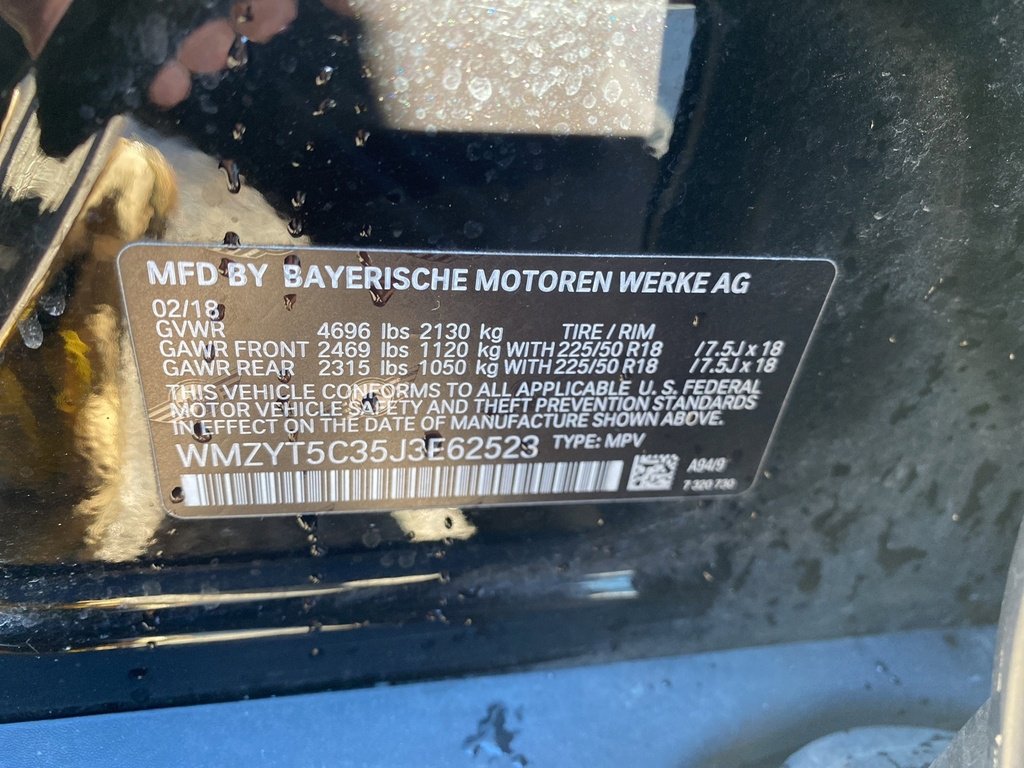 MFD BY BAYERISCHE MOTOREN WERKE AG
02/18
GVWR 4696 lbs 2130 kg TIRE / RIM
GAWR FRONT 2469 lbs 1120 kg WITH 225/50 R18 /7.5J x 18
GAWR REAR 2315 lbs 1050 kg WITH 225/50 R18 /7.5J x 18
THIS VEHICLE CONFORMS TO ALL APPLICABLE U.S. FEDERAL
MOTOR VEHICLE SAFETY AND THEFT PREVENTION STANDARDS
IN EFFECT ON THE DATE OF MANUFACTURE SHOWN ABOVE.
WMZYT5C35J3E62523 TYPE: MPV
A94/9
7 320 730